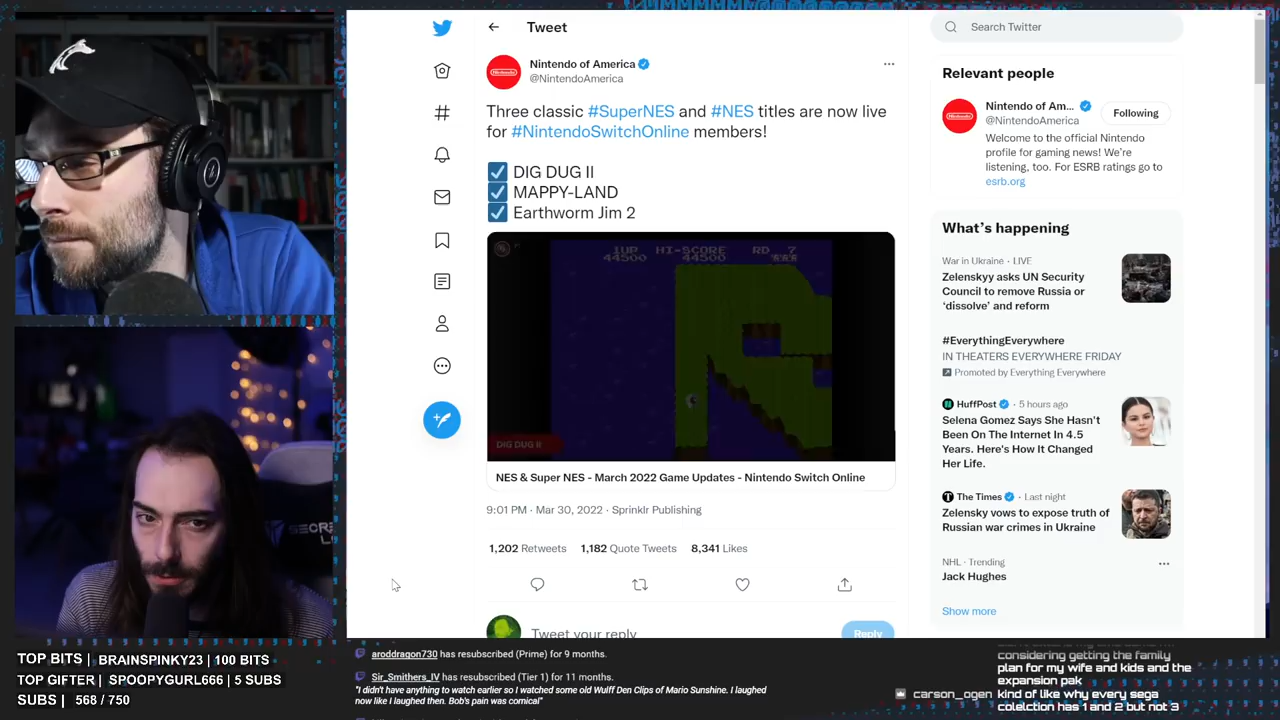 Tweet
Nintendo of America
@NintendoAmerica
Three classic #SuperNES and #NES titles are now live
for #NintendoSwitchOnline members!
DIG DUG II
MAPPY-LAND
Earthworm Jim 2
1UP HI-SCORE RD 7
44500 44500
DIG DUG II
NES & Super NES - March 2022 Game Updates - Nintendo Switch Online
9:01 PM · Mar 30, 2022 · Sprinklr Publishing
1,202 Retweets 1,182 Quote Tweets 8,341 Likes
Tweet your reply
Reply
Search Twitter
Relevant people
Nintendo of Am...
@NintendoAmerica
Following
Welcome to the official Nintendo
profile for gaming news! We're
listening, too. For ESRB ratings go to
esrb.org
What's happening
War in Ukraine · LIVE
Zelenskyy asks UN Security
Council to remove Russia or
'dissolve' and reform
#EverythingEverywhere
IN THEATERS EVERYWHERE FRIDAY
Promoted by Everything Everywhere
HuffPost · 5 hours ago
Selena Gomez Says She Hasn't
Been On The Internet In 4.5
Years. Here's How It Changed
Her Life.
The Times · Last night
Zelensky vows to expose truth of
Russian war crimes in Ukraine
NHL · Trending
Jack Hughes
Show more
TOP BITS | BRAINSPINKY23 | 100 BITS
TOP GIFTER | SPOOPYGURL666 | 5 SUBS
SUBS | 568 / 750
aroddragon730 has resubscribed (Prime) for 9 months.
Sir_Smithers_IV has resubscribed (Tier 1) for 11 months.
"I didn't have anything to watch earlier so I watched some old Wulff Den Clips of Mario Sunshine. I laughed
now like I laughed then. Bob's pain was comical"
considering getting the family
plan for my wife and kids and the
expansion pak
carson_ogen kind of like why every sega
colelction has 1 and 2 but not 3